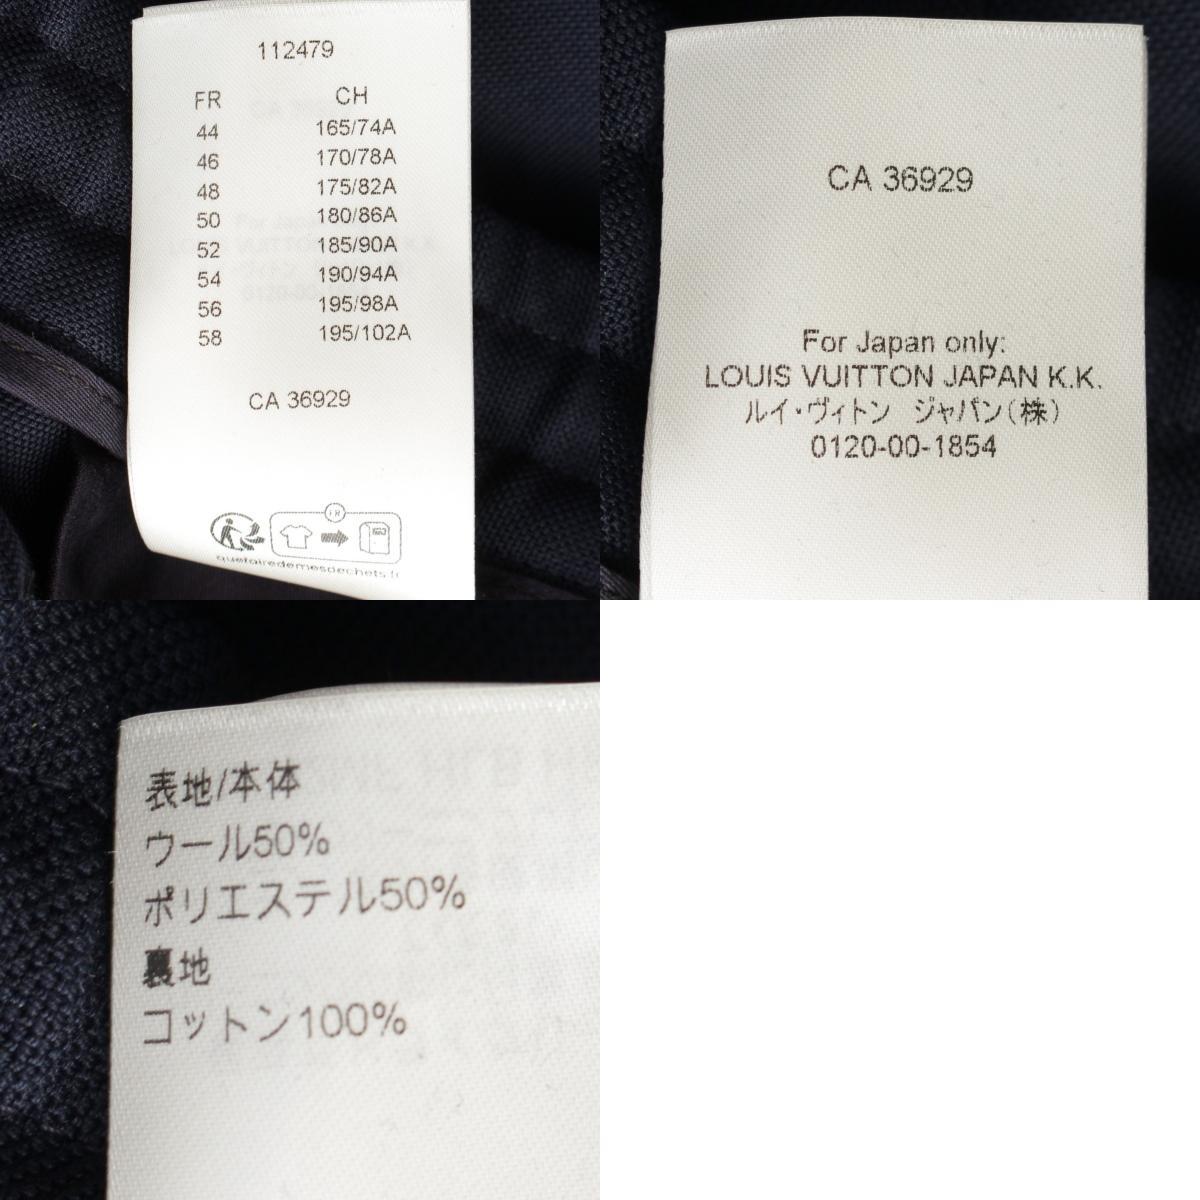 112479
FR CH
44 165/74A
46 170/78A
48 175/82A
50 180/86A
52 185/90A
54 190/94A
56 195/98A
58 195/102A
CA 36929
FR
quefairedemesdechets.fr
CA 36929
For Japan only:
LOUIS VUITTON JAPAN K.K.
ルイ・ヴィトン ジャパン(株)
0120-00-1854
表地/本体
ウール50%
ポリエステル50%
裏地
コットン100%